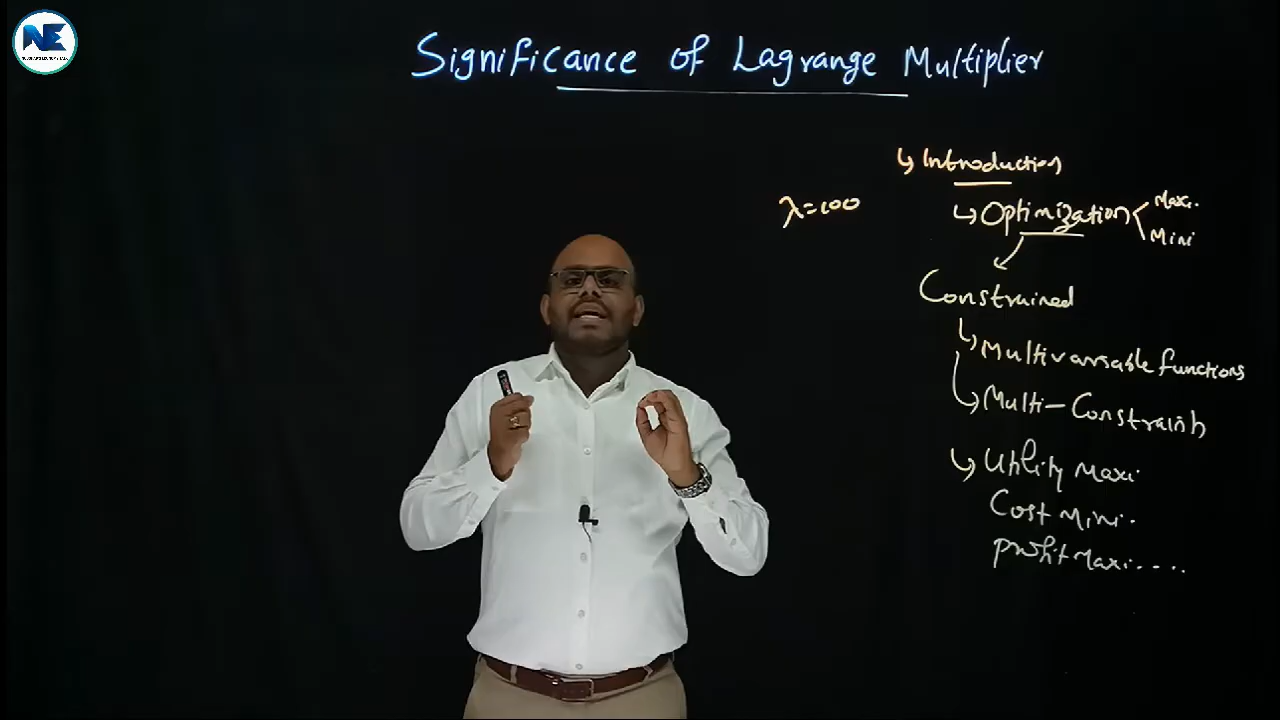 NE
Significance of Lagrange Multiplier
↳ Introduction
λ=100
↳ Optimization < Maxi.
Mini
Constrained
↳ Multivariable functions
↳ Multi-Constraints
↳ Utility Maxi
Cost Mini.
profit Maxi....